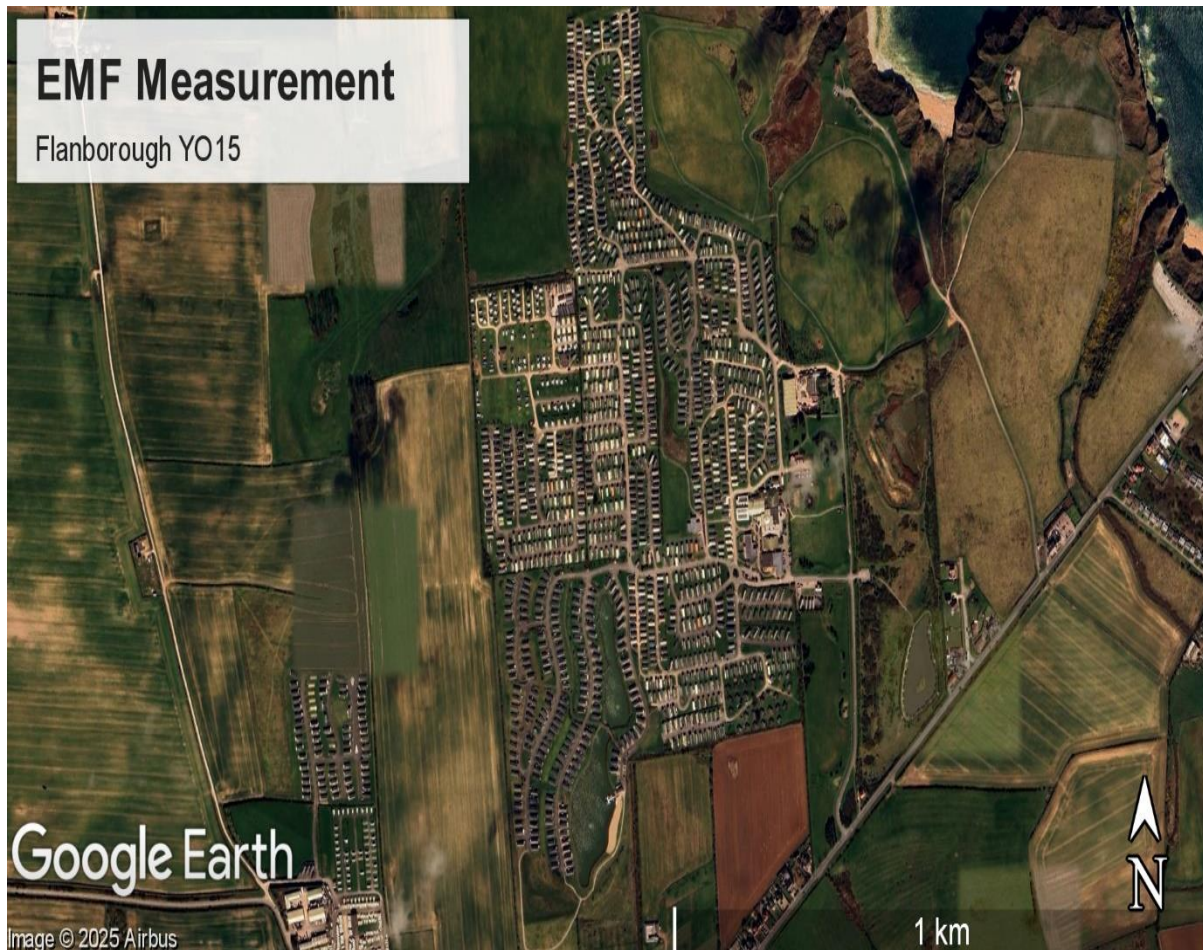 EMF Measurement
Flanborough YO15
Google Earth
Image © 2025 Airbus
1 km
N